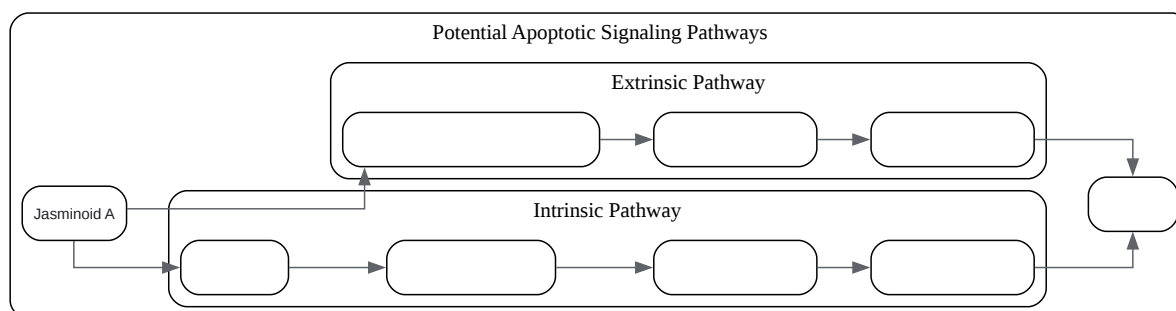 Potential Apoptotic Signaling Pathways
Extrinsic Pathway
Jasminoid A
Intrinsic Pathway